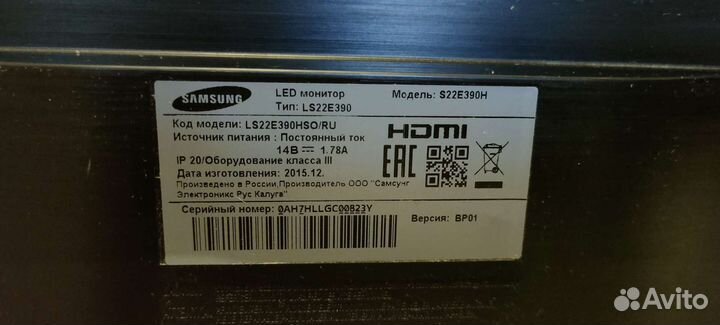 SAMSUNG
LED монитор
Тип: LS22E390
Модель: S22E390H
Код модели: LS22E390HSO/RU
Источник питания : Постоянный ток
14В 1.78A
IP 20/Оборудование класса III
Дата изготовления: 2015.12.
Произведено в России,Производитель ООО "Самсунг
Электроникс Рус Калуга"
HDMI
EAC
Серийный номер: 0AH7HLLGC00823Y
Версия: BP01
Avito